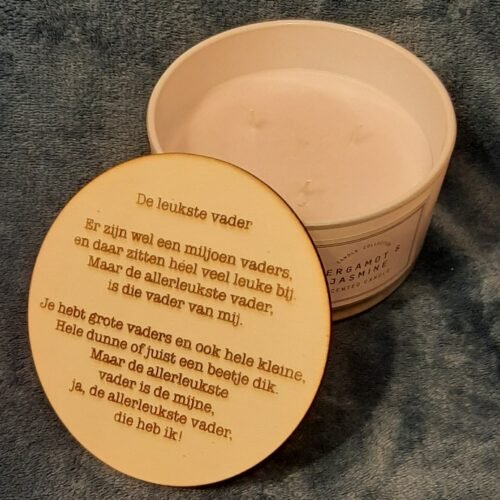 De leukste vader
Er zijn wel een miljoen vaders,
en daar zitten héél veel leuke bij.
Maar de allerleukste vader,
is die vader van mij.
Je hebt grote vaders en ook hele kleine,
Hele dunne of juist een beetje dik.
Maar de allerleukste
vader is de mijne,
ja, de allerleukste vader,
die heb ik!
CANDLE COLLECTION
BERGAMOT &
JASMINE
SCENTED CANDLE